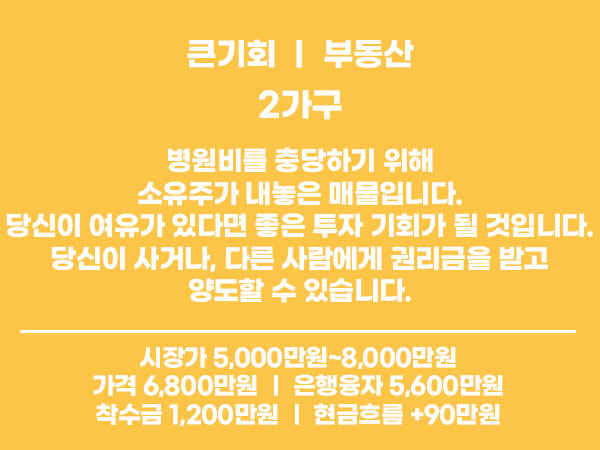 큰기회 | 부동산
2가구
병원비를 충당하기 위해
소유주가 내놓은 매물입니다.
당신이 여유가 있다면 좋은 투자 기회가 될 것입니다.
당신이 사거나, 다른 사람에게 권리금을 받고
양도할 수 있습니다.
시장가 5,000만원~8,000만원
가격 6,800만원 | 은행융자 5,600만원
착수금 1,200만원 | 현금흐름 +90만원